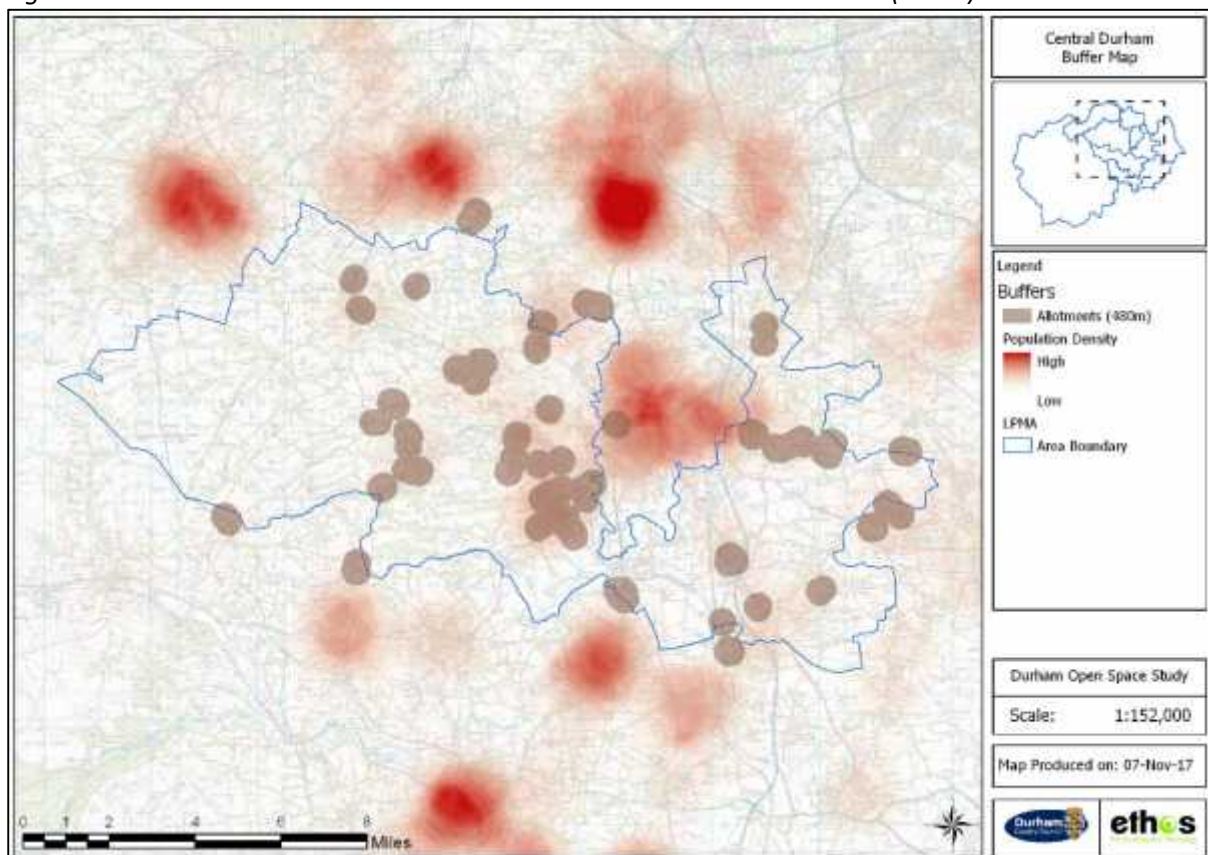 Central Durham
Buffer Map
Legend
Buffers
Allotments (480m)
Population Density
High
Low
LPMA
Area Boundary
Durham Open Space Study
Scale: 1:152,000
Map Produced on: 07-Nov-17
Durham
ethos
0 1 2 4 6 8
Miles